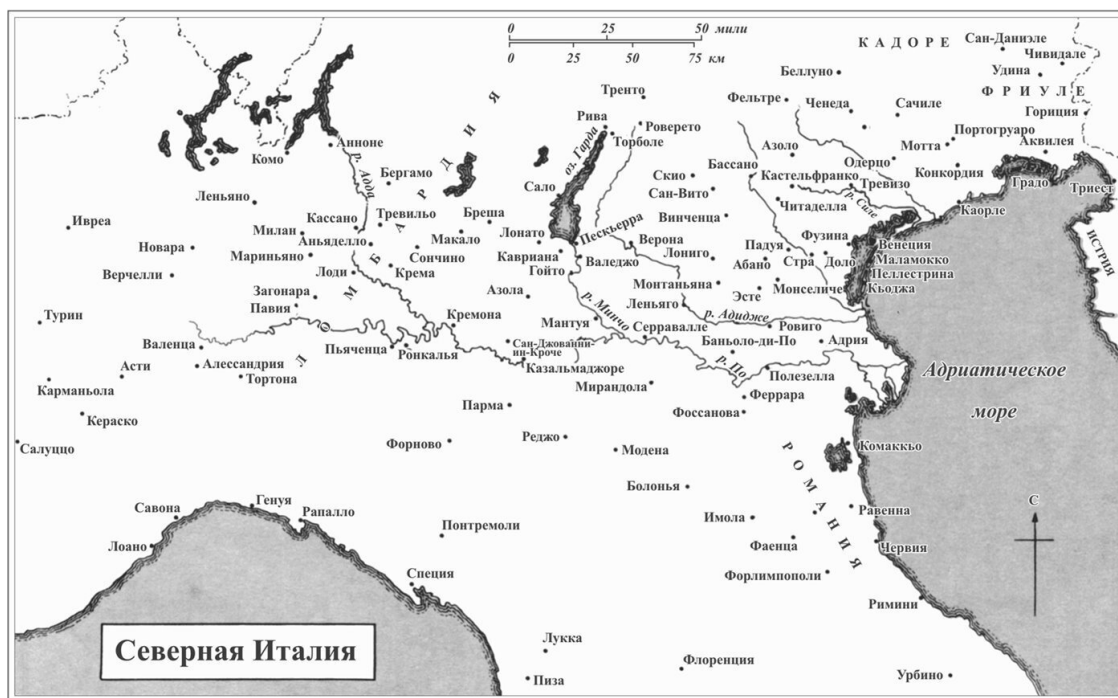 0 25 50 мили
0 25 50 75 км
КАДОРЕ
Сан-Даниэле
Чивидале
Удина
ФРИУЛЕ
Гориция
Беллуно
Фельтре
Ченеда
Сачиле
Портогруаро
Мотта
Аквилея
Тренто
Рива
Роверето
Торболе
оз. Гарда
Азоло
Одерцо
Конкордия
Градо
Триест
Комо
Анноне
р. Адда
Бергамо
ЛОМБАРДИЯ
Сало
Скио
Сан-Вито
Бассано
Кастельфранко
Тревизо
р. Силе
Каорле
Читаделла
Леньяно
Ивреа
Кассано
Тревильо
Бреша
Винченца
Милан
Аньяделло
Макало
Лонато
Пескьерра
Верона
Падуя
Фузина
Венеция
ИСТРИЯ
Новара
Мариньяно
Сончино
Кавриана
Валеджо
Лониго
Абано
Стра
Доло
Маламокко
Верчелли
Лоди
Крема
Гойто
Пеллестрина
Монтаньяна
Монселиче
Кьоджа
Загонара
Азола
Эсте
Леньяго
Павия
р. Минчо
р. Адидже
Турин
Кремона
Мантуя
Серравалле
Ровиго
Валенца
Пьяченца
Ронкалья
Сан-Джованни-
ин-Кроче
Баньоло-ди-По
Адрия
Асти
Алессандрия
Казальмаджоре
р. По
Полезелла
Адриатическое
море
Карманьола
Тортона
Мирандола
Феррара
Кераско
Парма
Фоссанова
Салуццо
Форново
Реджо
Модена
Комаккьо
РОМАНИЯ
Болонья
Савона
Генуя
Рапалло
Понтремоли
Имола
Равенна
С
Лоано
Фаенца
Червия
Специя
Форлимпополи
Римини
Северная Италия
Лукка
Флоренция
Пиза
Урбино